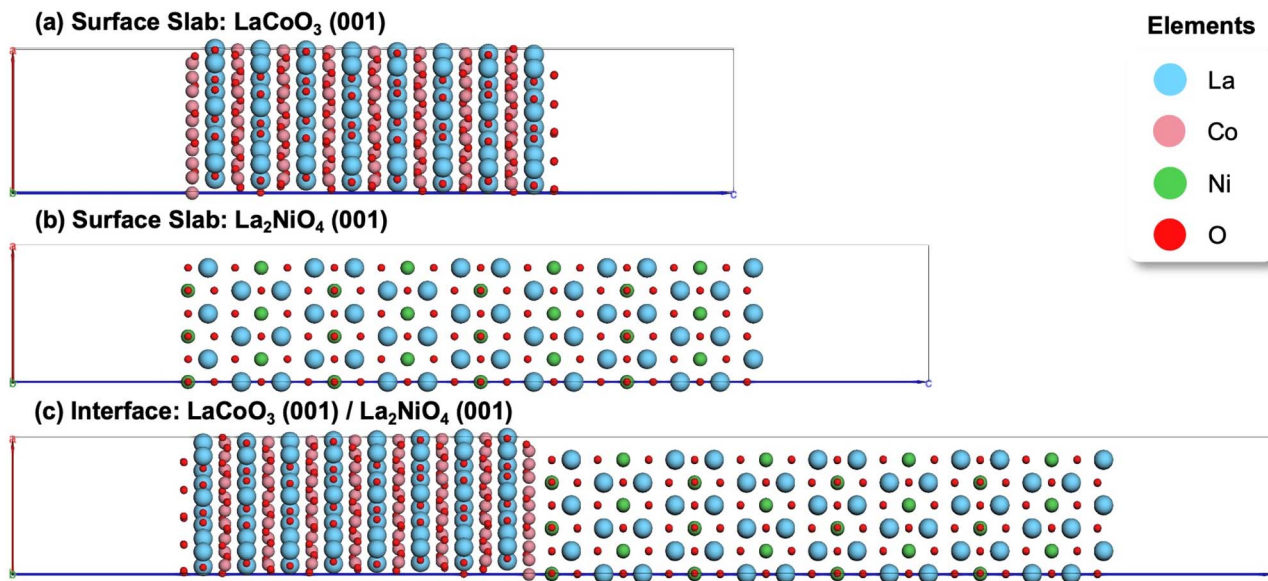 (a) Surface Slab: LaCoO₃ (001)
Elements
a
La
Co
Ni
O
c
(b) Surface Slab: La₂NiO₄ (001)
a
c
(c) Interface: LaCoO₃ (001) / La₂NiO₄ (001)
a